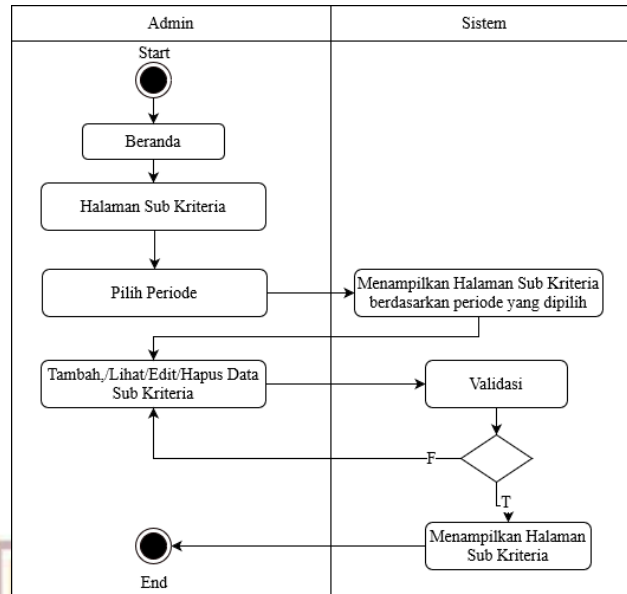 Admin
Sistem
Start
Beranda
Halaman Sub Kriteria
Pilih Periode
Menampilkan Halaman Sub Kriteria
berdasarkan periode yang dipilih
Tambah,/Lihat/Edit/Hapus Data
Sub Kriteria
Validasi
F
T
Menampilkan Halaman
Sub Kriteria
End